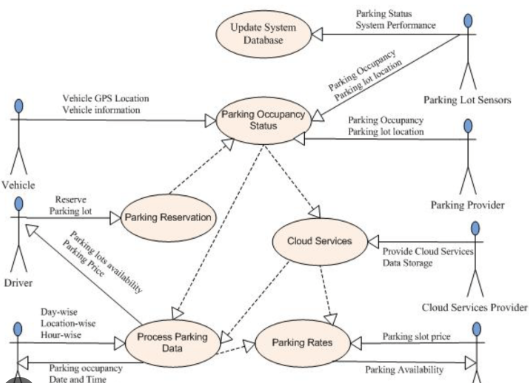 Update System
Database
Parking Status
System Performance
Parking Occupancy
Parking lot location
Parking Lot Sensors
Vehicle GPS Location
Vehicle information
Parking Occupancy
Status
Parking Occupancy
Parking lot location
Vehicle
Parking Provider
Reserve
Parking lot
Parking Reservation
Cloud Services
Provide Cloud Services
Data Storage
Driver
Parking lots availability
Parking Price
Cloud Services Provider
Day-wise
Location-wise
Hour-wise
Process Parking
Data
Parking Rates
Parking slot price
Parking occupancy
Date and Time
Parking Availability